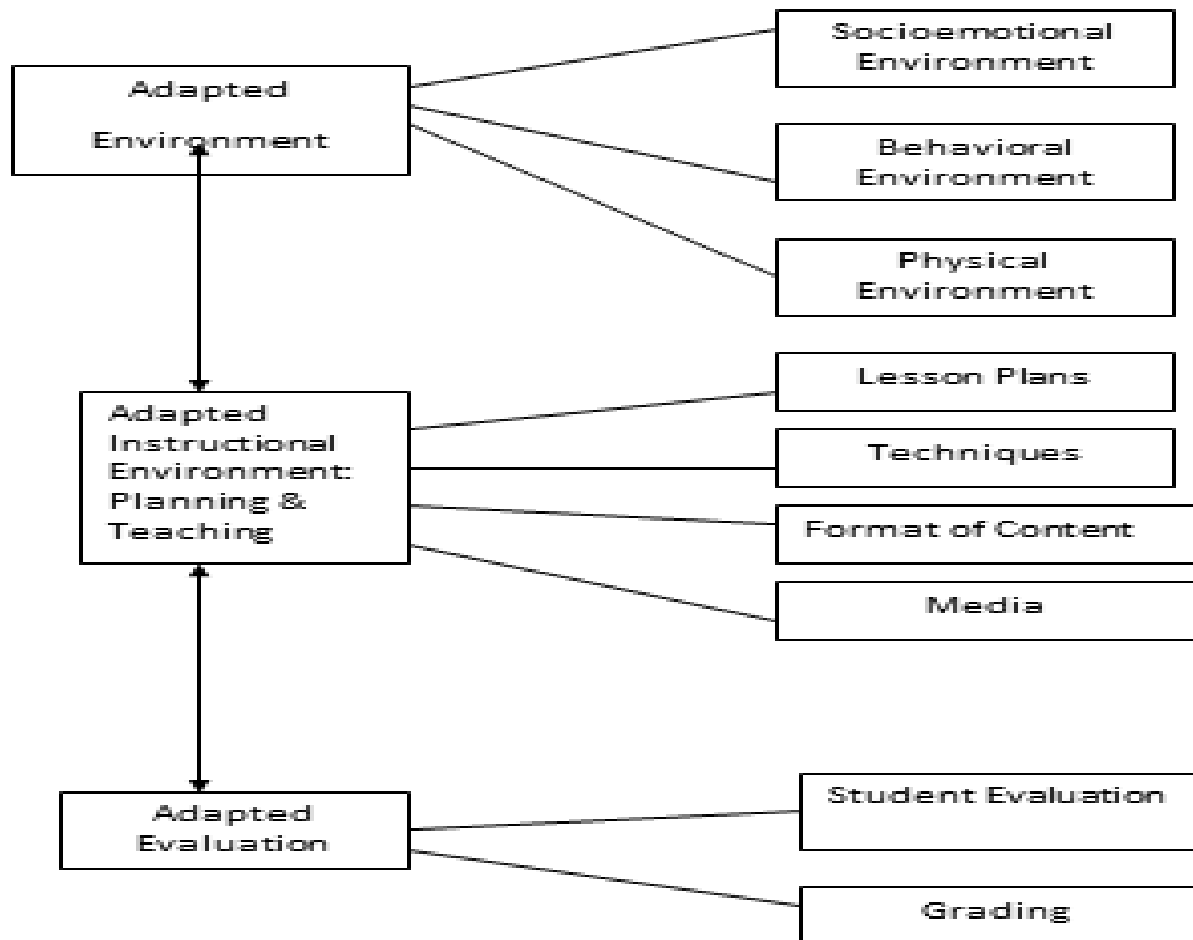 Socioemotional
Environment
Adapted
Environment
Behavioral
Environment
Physical
Environment
Lesson Plans
Adapted
Instructional
Environment:
Planning &
Teaching
Techniques
Format of Content
Media
Student Evaluation
Adapted
Evaluation
Grading